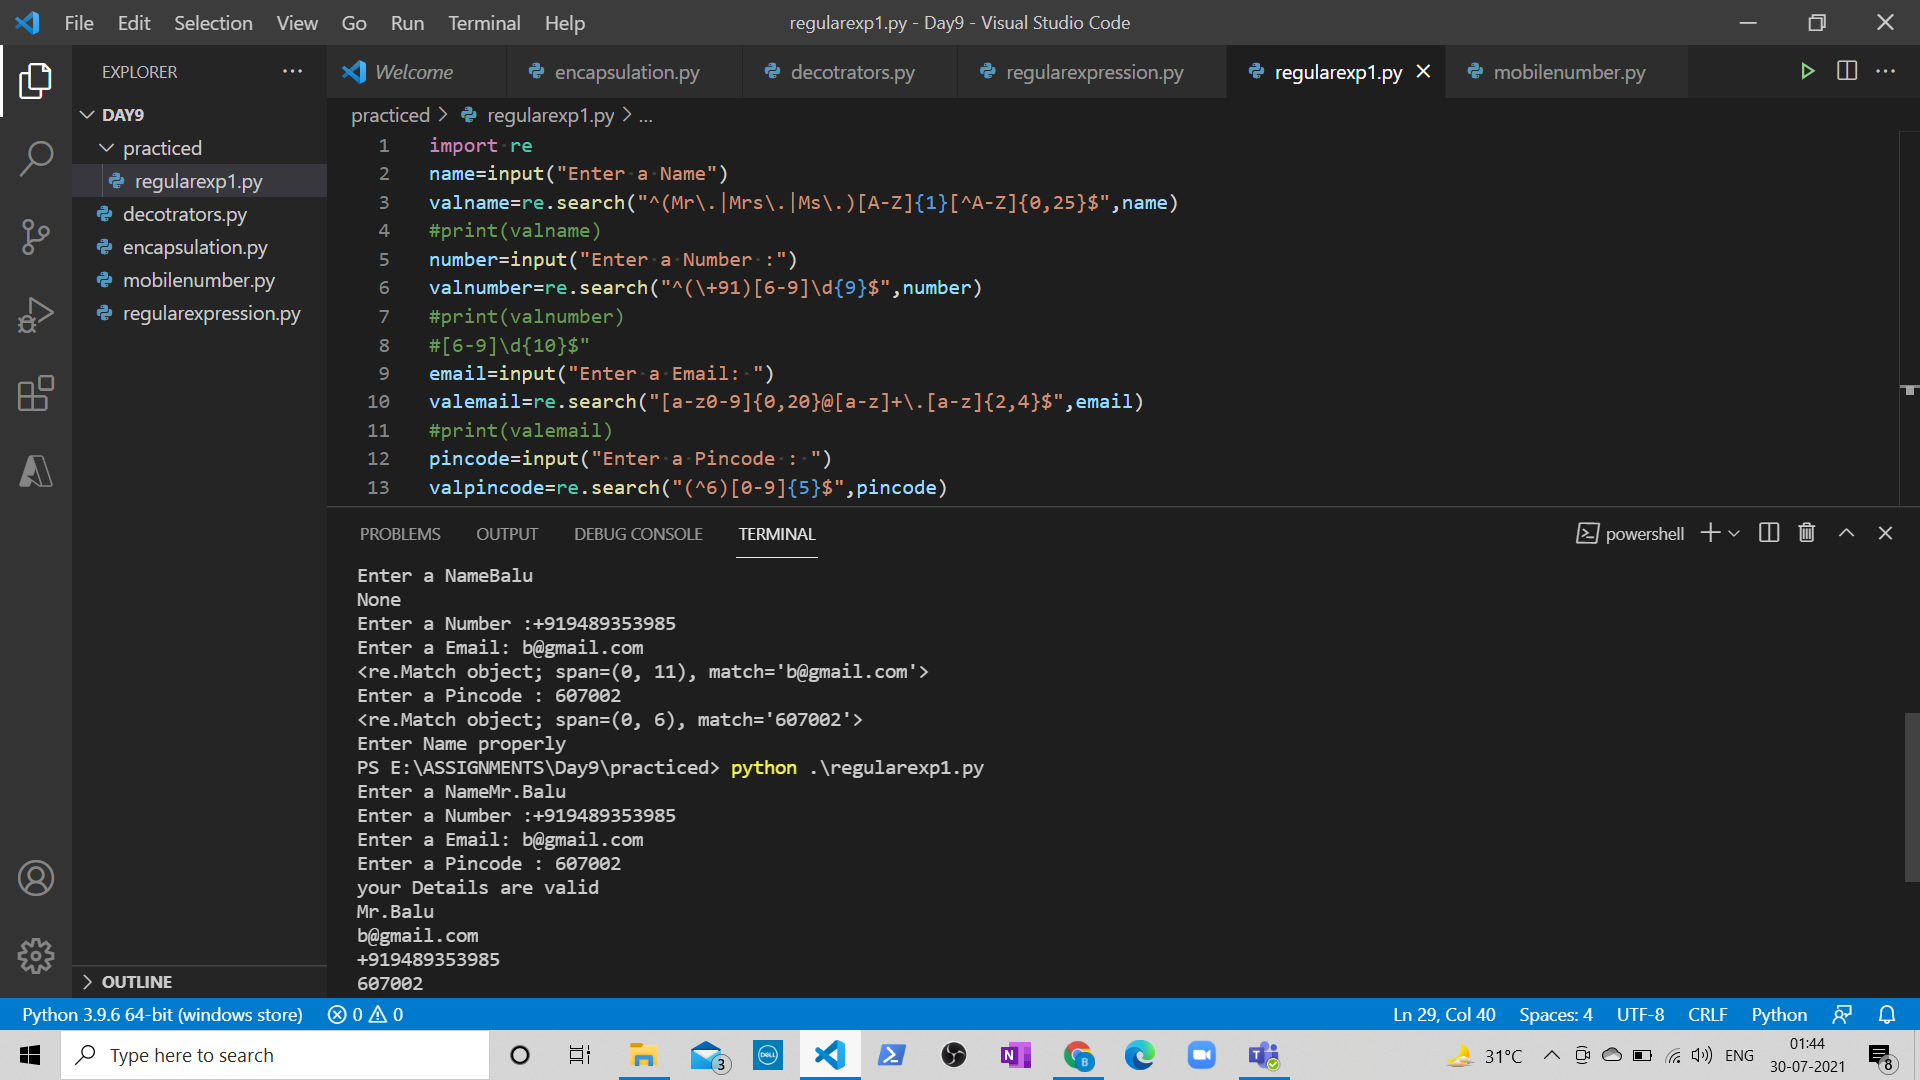 File Edit Selection View Go Run Terminal Help
regularexp1.py - Day9 - Visual Studio Code
EXPLORER
Welcome
encapsulation.py
decotrators.py
regularexpression.py
regularexp1.py
mobilenumber.py
DAY9
practiced
regularexp1.py
decotrators.py
encapsulation.py
mobilenumber.py
regularexpression.py
OUTLINE
practiced > regularexp1.py > ...
1 import re
2 name=input("Enter a Name")
3 valname=re.search("^(Mr\.|Mrs\.|Ms\.)[A-Z]{1}[^A-Z]{0,25}$",name)
4 #print(valname)
5 number=input("Enter a Number :")
6 valnumber=re.search("^(\+91)[6-9]\d{9}$",number)
7 #print(valnumber)
8 #[6-9]\d{10}$"
9 email=input("Enter a Email: ")
10 valemail=re.search("[a-z0-9]{0,20}@[a-z]+\.[a-z]{2,4}$",email)
11 #print(valemail)
12 pincode=input("Enter a Pincode : ")
13 valpincode=re.search("(^6)[0-9]{5}$",pincode)
PROBLEMS OUTPUT DEBUG CONSOLE TERMINAL
powershell
Enter a NameBalu
None
Enter a Number :+919489353985
Enter a Email: b@gmail.com
<re.Match object; span=(0, 11), match='b@gmail.com'>
Enter a Pincode : 607002
<re.Match object; span=(0, 6), match='607002'>
Enter Name properly
PS E:\ASSIGNMENTS\Day9\practiced> python .\regularexp1.py
Enter a NameMr.Balu
Enter a Number :+919489353985
Enter a Email: b@gmail.com
Enter a Pincode : 607002
your Details are valid
Mr.Balu
b@gmail.com
+919489353985
607002
Python 3.9.6 64-bit (windows store) 0 0
Ln 29, Col 40 Spaces: 4 UTF-8 CRLF Python
Type here to search
3
DELL
N
B
31°C
ENG
01:44
30-07-2021
8